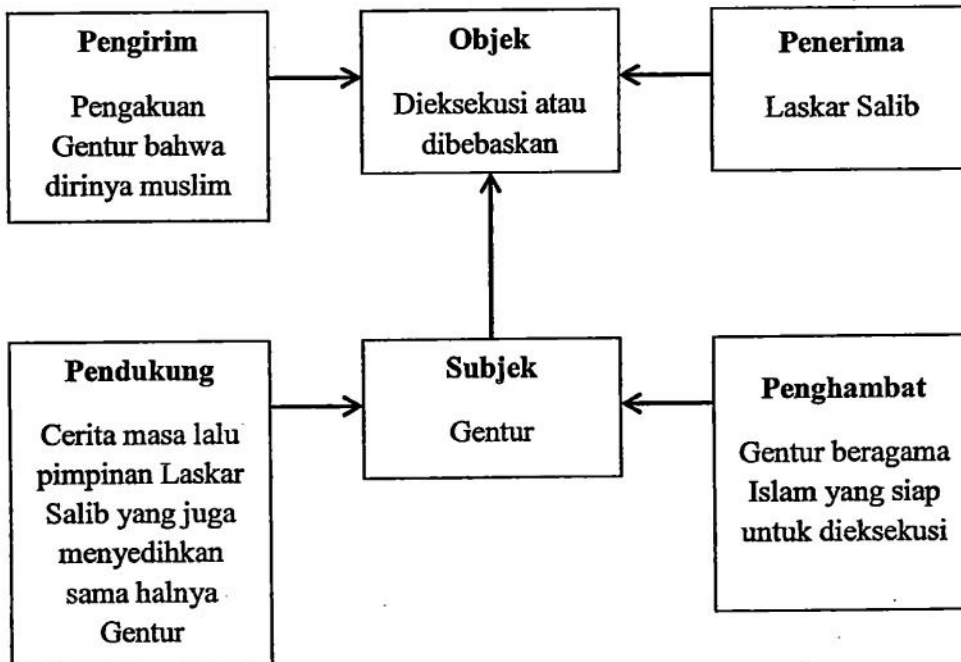 Pengirim
Pengakuan
Gentur bahwa
dirinya muslim
Objek
Dieksekusi atau
dibebaskan
Penerima
Laskar Salib
Pendukung
Cerita masa lalu
pimpinan Laskar
Salib yang juga
menyedihkan
sama halnya
Gentur
Subjek
Gentur
Penghambat
Gentur beragama
Islam yang siap
untuk dieksekusi